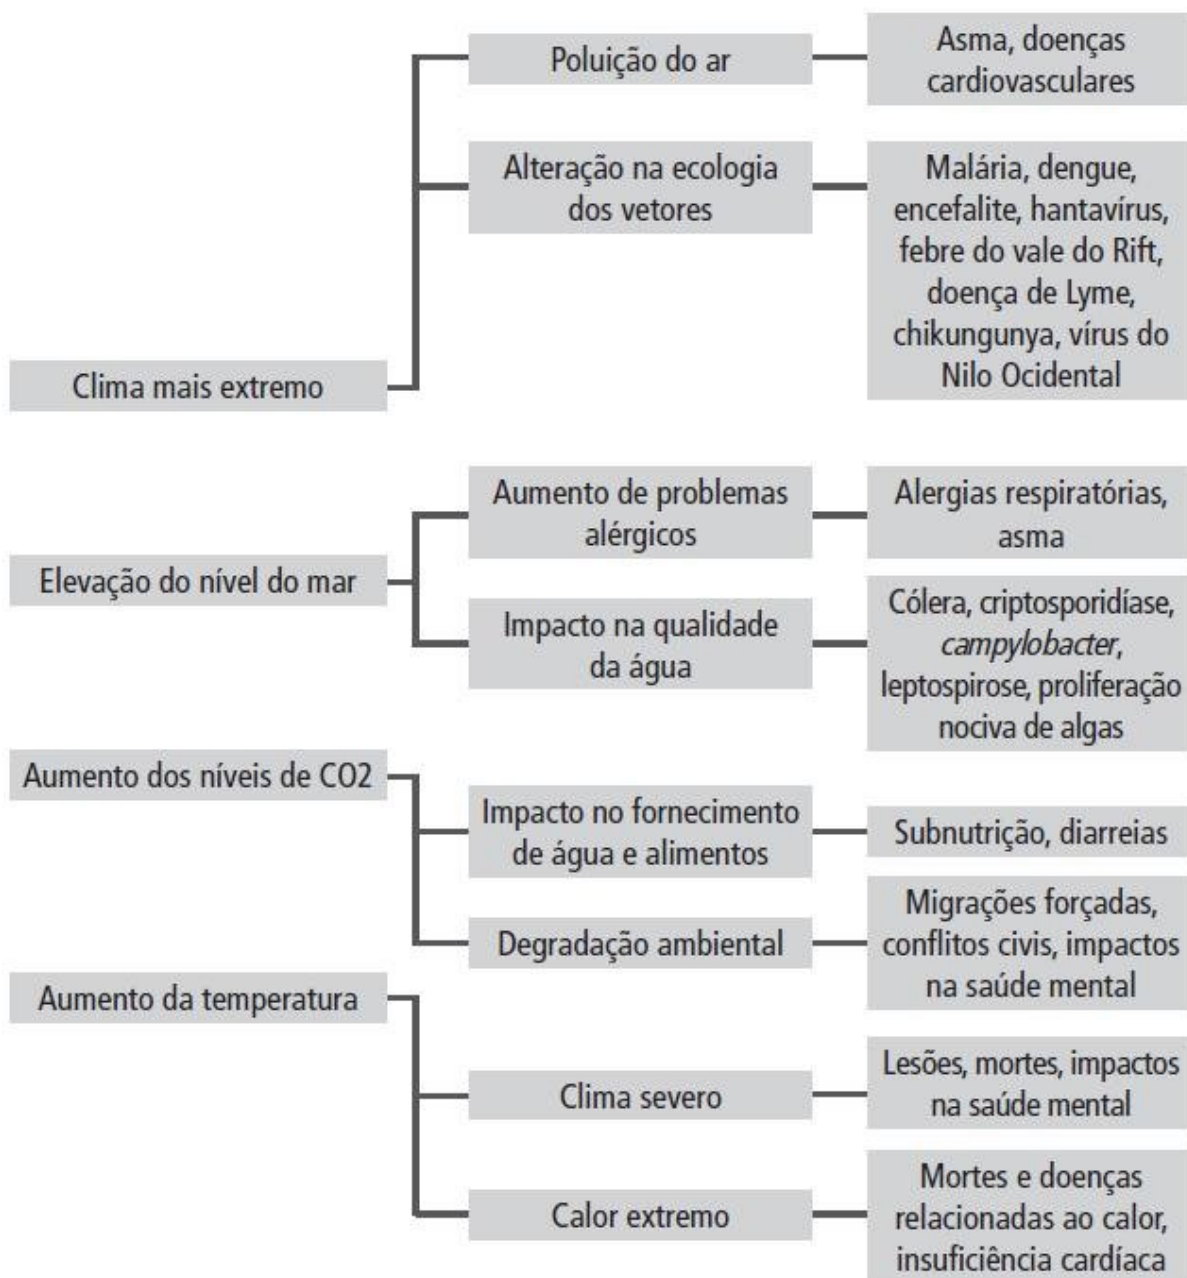 Poluição do ar
Asma, doenças
cardiovasculares
Alteração na ecologia
dos vetores
Malária, dengue,
encefalite, hantavírus,
febre do vale do Rift,
doença de Lyme,
chikungunya, vírus do
Nilo Ocidental
Clima mais extremo
Aumento de problemas
alérgicos
Alergias respiratórias,
asma
Elevação do nível do mar
Impacto na qualidade
da água
Cólera, criptosporidíase,
campylobacter,
leptospirose, proliferação
nociva de algas
Aumento dos níveis de CO2
Impacto no fornecimento
de água e alimentos
Subnutrição, diarreias
Degradação ambiental
Migrações forçadas,
conflitos civis, impactos
na saúde mental
Aumento da temperatura
Clima severo
Lesões, mortes, impactos
na saúde mental
Calor extremo
Mortes e doenças
relacionadas ao calor,
insuficiência cardíaca